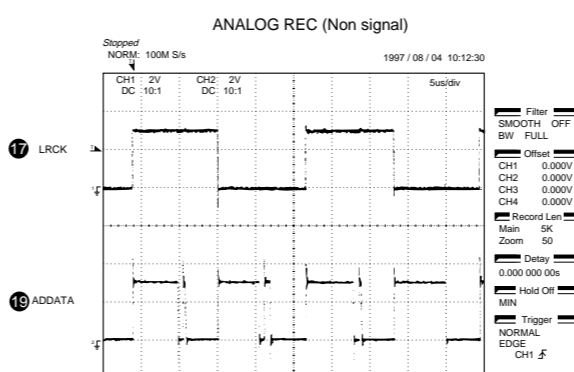 ANALOG REC (Non signal)
Stopped
NORM: 100M S/s
1997 / 08 / 04 10:12:30
CH1 2V CH2 2V 5us/div
DC 10:1 DC 10:1
17 LRCK
19 ADDATA
Filter
SMOOTH OFF
BW FULL
Offset
CH1 0.000V
CH2 0.000V
CH3 0.000V
CH4 0.000V
Record Len
Main 5K
Zoom 50
Detay
0.000 000 00s
Hold Off
MIN
Trigger
NORMAL
EDGE
CH1